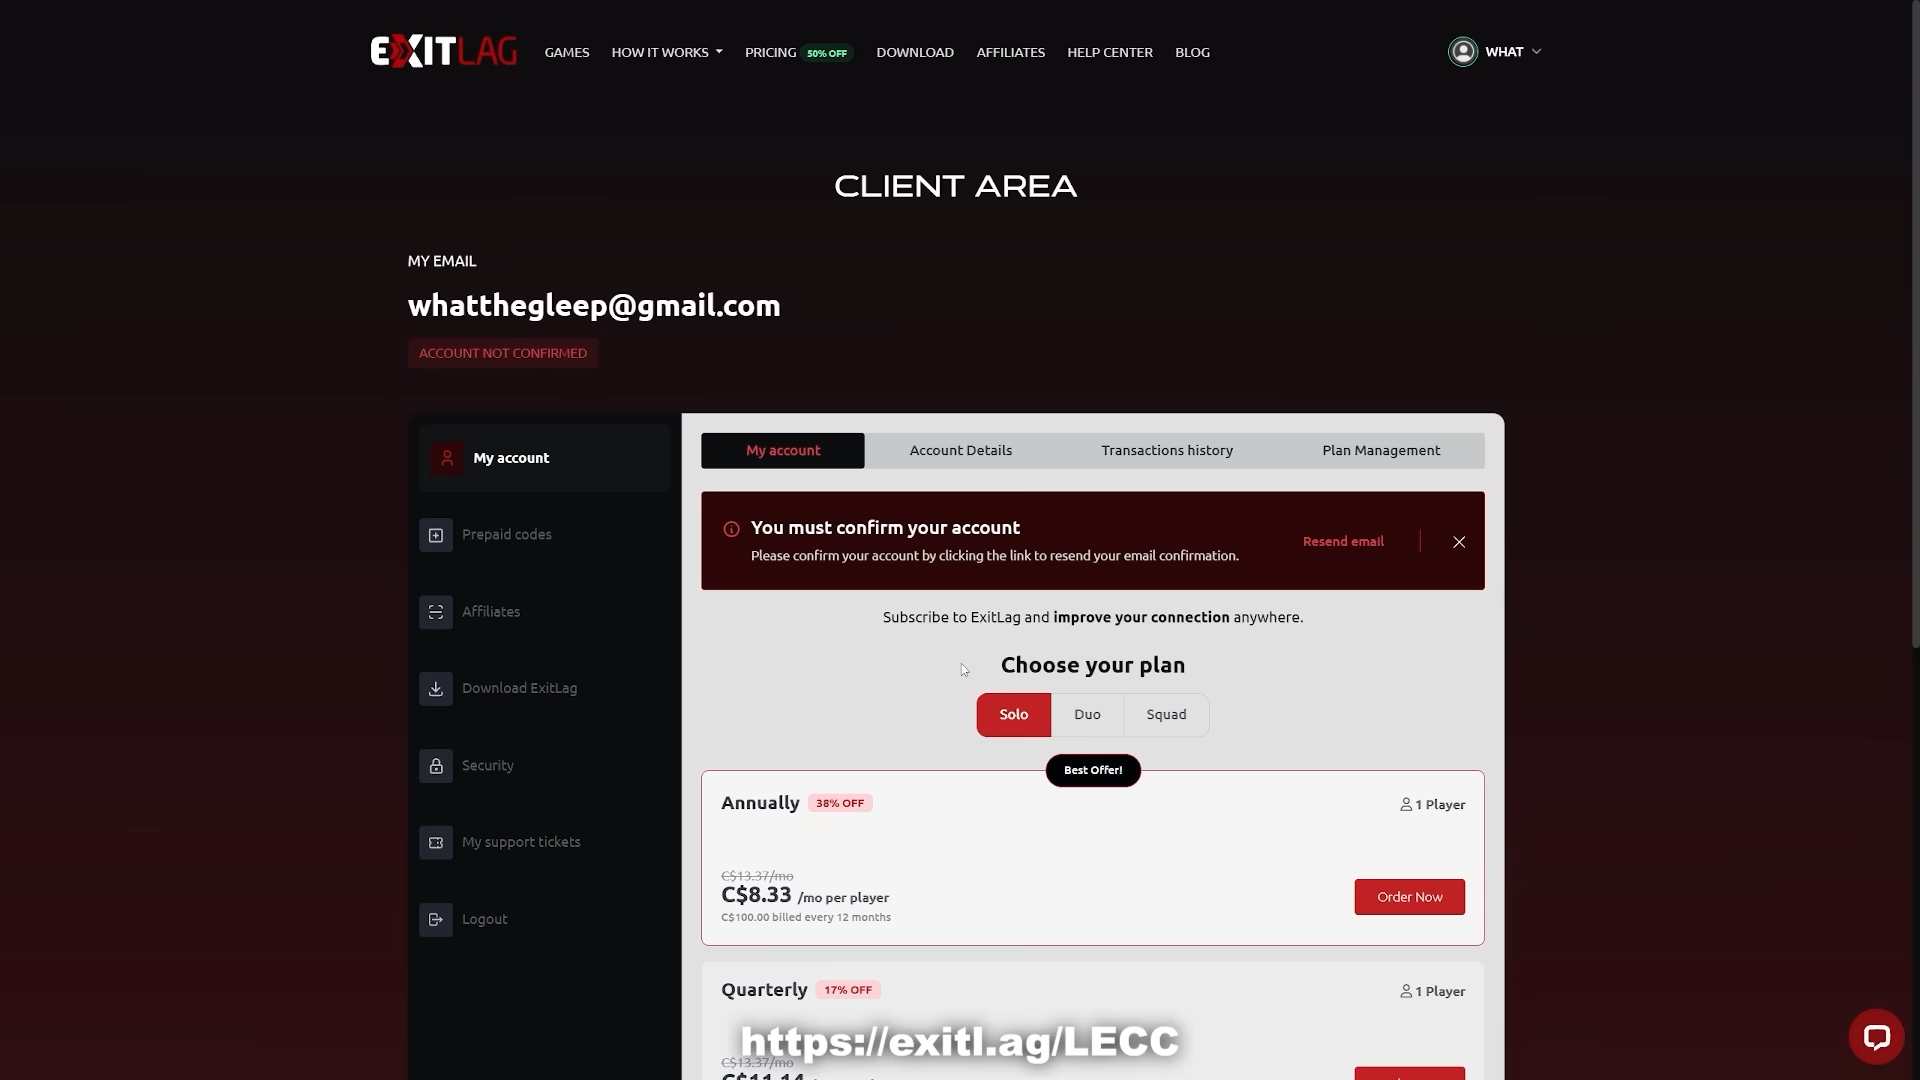 EXITLAG
GAMES HOW IT WORKS PRICING 50% OFF DOWNLOAD AFFILIATES HELP CENTER BLOG WHAT
CLIENT AREA
MY EMAIL
whatthegleep@gmail.com
ACCOUNT NOT CONFIRMED
My account
Prepaid codes
Affiliates
Download ExitLag
Security
My support tickets
Logout
My account Account Details Transactions history Plan Management
You must confirm your account
Please confirm your account by clicking the link to resend your email confirmation.
Resend email
Subscribe to ExitLag and improve your connection anywhere.
Choose your plan
Solo Duo Squad
Best Offer!
Annually 38% OFF 1 Player
C$13.37/mo
C$8.33 /mo per player
C$100.00 billed every 12 months
Order Now
Quarterly 17% OFF 1 Player
https://exitl.ag/LECC
C$13.37/mo
C$11.14